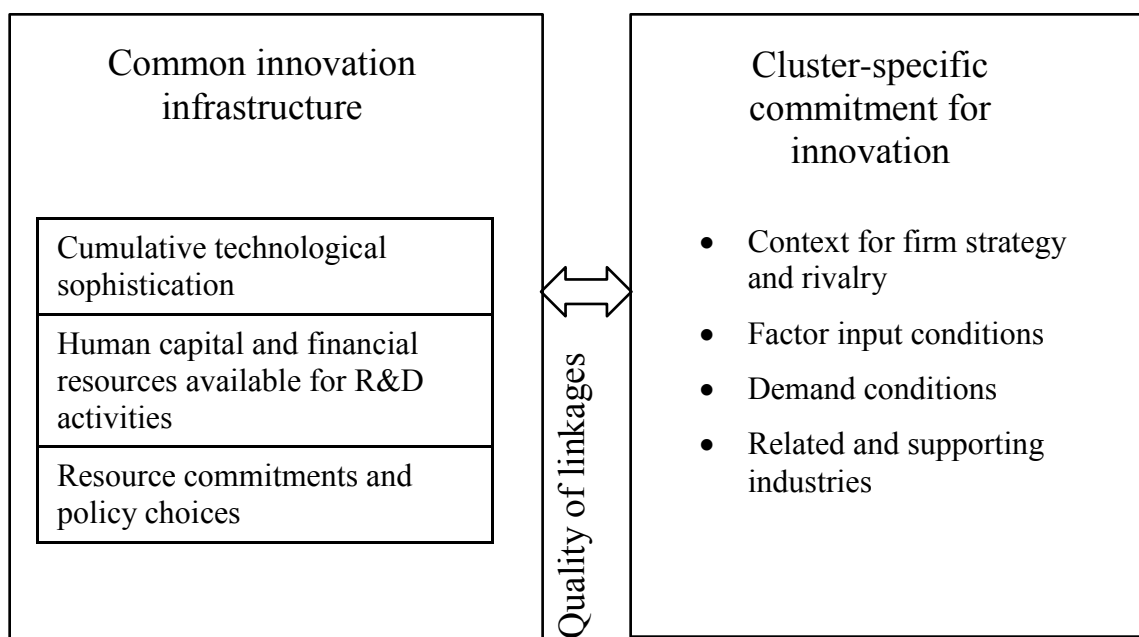 Common innovation
infrastructure
Cumulative technological
sophistication
Human capital and financial
resources available for R&D
activities
Resource commitments and
policy choices
Quality of linkages
Cluster-specific
commitment for
innovation
• Context for firm strategy
and rivalry
• Factor input conditions
• Demand conditions
• Related and supporting
industries